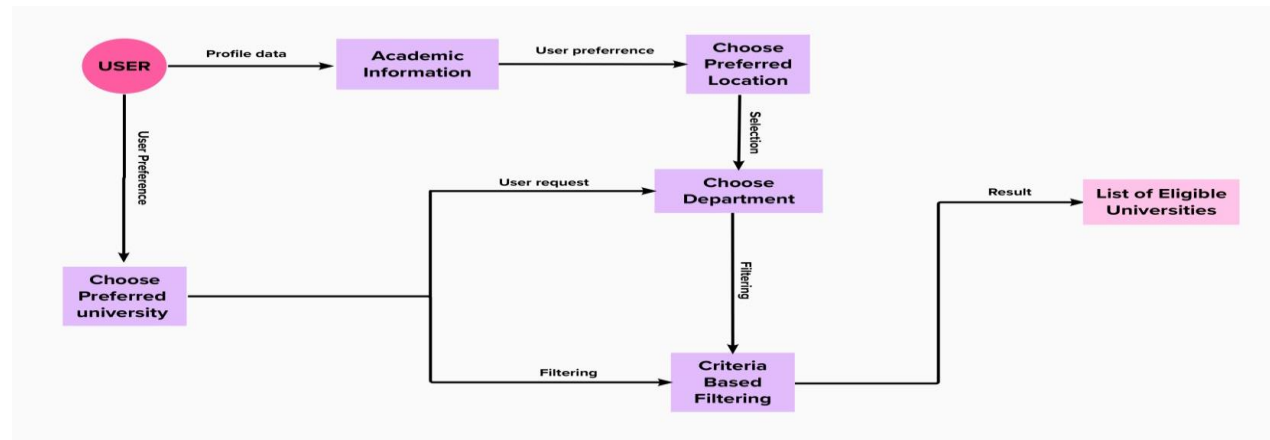 USER
Profile data
Academic
Information
User preferrence
Choose
Preferred
Location
User Preference
Selection
User request
Choose
Department
Result
List of Eligible
Universities
Choose
Preferred
university
Filtering
Filtering
Criteria
Based
Filtering